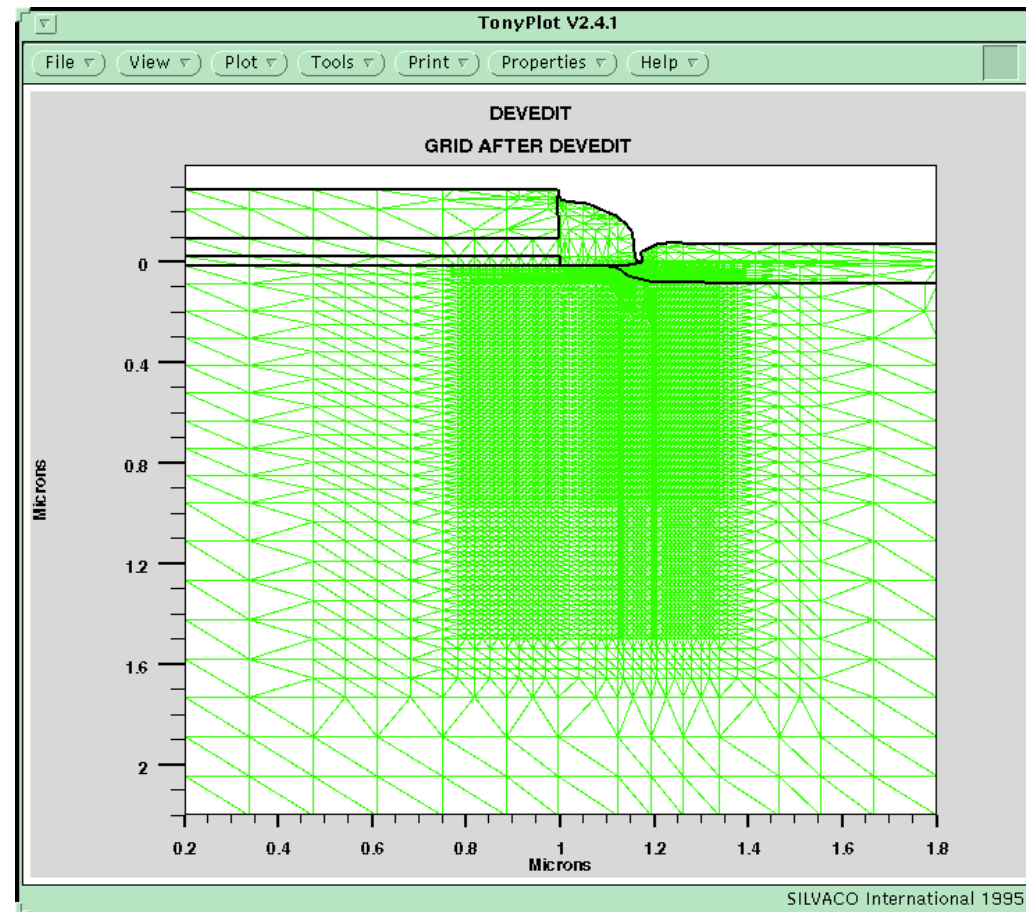 TonyPlot V2.4.1
File View Plot Tools Print Properties Help
DEVEDIT
GRID AFTER DEVEDIT
Microns
0
0.4
0.8
1.2
1.6
2
0.2 0.4 0.6 0.8 1 1.2 1.4 1.6 1.8
Microns
SILVACO International 1995